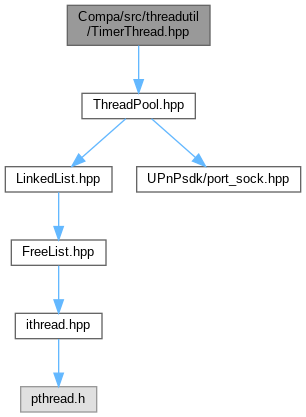 Compa/src/threadutil
/TimerThread.hpp
ThreadPool.hpp
LinkedList.hpp
UPnPsdk/port_sock.hpp
FreeList.hpp
ithread.hpp
pthread.h